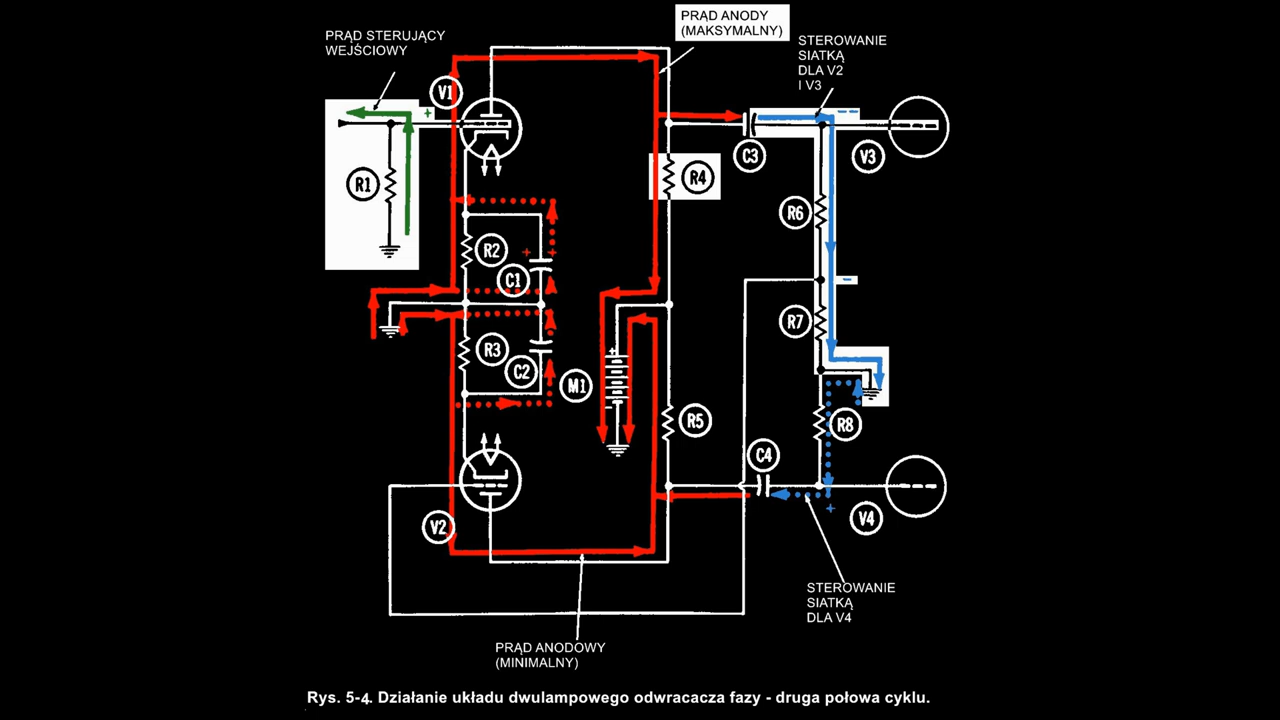 PRĄD ANODY
(MAKSYMALNY)
PRĄD STERUJĄCY
WEJŚCIOWY
STEROWANIE
SIATKĄ
DLA V2
I V3
V1
+
- -
C3
V3
R1
R4
R6
R2
+ +
C1
-
R7
R3
C2
M1
+
-
R5
R8
C4
V2
+
V4
STEROWANIE
SIATKĄ
DLA V4
PRĄD ANODOWY
(MINIMALNY)
Rys. 5-4. Działanie układu dwulampowego odwracacza fazy - druga połowa cyklu.